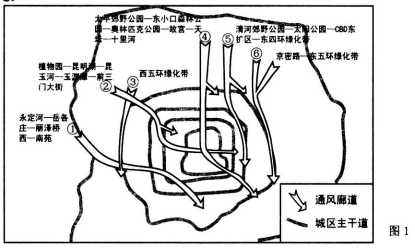 太平郊野公园—东小口森林公
园—奥林匹克公园—故宫—天
—十里河
④
清河郊野公园—太阳公园—CBD东
扩区—东四环绿化带
⑤
⑥
京密路—东五环绿化带
植物园—昆明湖—昆
玉河—玉渊潭—前三
门大街
②
③
西五环绿化带
永定河—岳各
庄—丽泽桥
西—南苑
①
通风廊道
城区主干道
图1